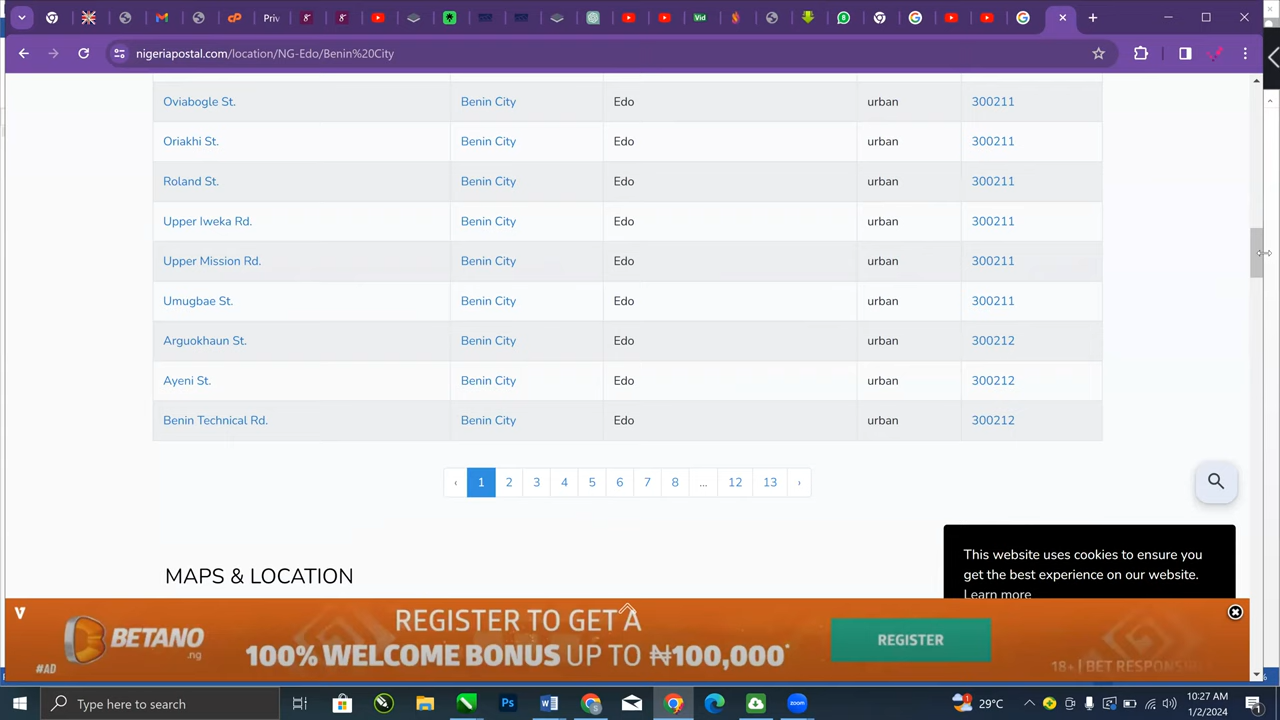 Priv
Vid
nigeriapostal.com/location/NG-Edo/Benin%20City
Oviabogle St. Benin City Edo urban 300211
Oriakhi St. Benin City Edo urban 300211
Roland St. Benin City Edo urban 300211
Upper Iweka Rd. Benin City Edo urban 300211
Upper Mission Rd. Benin City Edo urban 300211
Umugbae St. Benin City Edo urban 300211
Arguokhaun St. Benin City Edo urban 300212
Ayeni St. Benin City Edo urban 300212
Benin Technical Rd. Benin City Edo urban 300212
‹ 1 2 3 4 5 6 7 8 ... 12 13 ›
MAPS & LOCATION
This website uses cookies to ensure you
get the best experience on our website.
Learn more
REGISTER TO GET A
100% WELCOME BONUS UP TO ₦100,000*
BETANO
.ng
#AD
REGISTER
18+ | BET RESPONSI
Type here to search
29°C
10:27 AM
1/2/2024